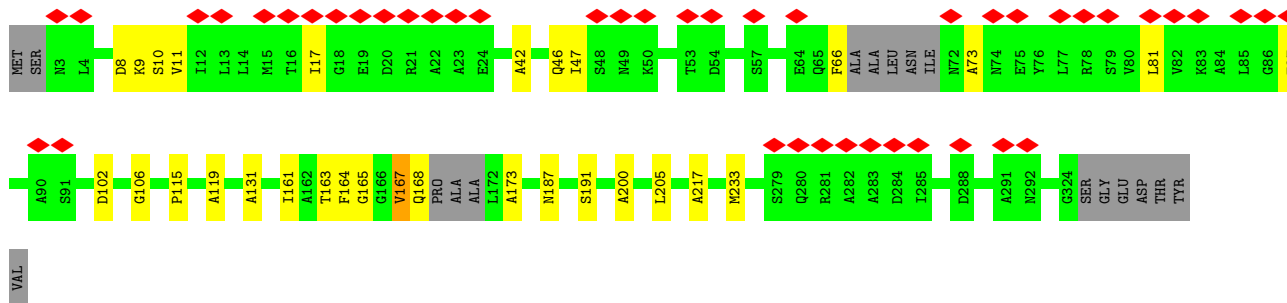 MET SER N3 L4 D8 K9 S10 V11 I12 L13 L14 M15 T16 I17 G18 E19 D20 R21 A22 A23 E24 A42 Q46 I47 S48 N49 K50 T53 D54 S57 E64 Q65 F66 ALA ALA LEU ASN ILE N72 A73 N74 E75 Y76 L77 R78 S79 V80 L81 V82 K83 A84 L85 G86
A90 S91 D102 G106 P115 A119 A131 I161 A162 T163 F164 G165 G166 V167 Q168 PRO ALA ALA L172 A173 N187 S191 A200 L205 A217 M233 S279 Q280 R281 A282 A283 D284 I285 D288 A291 N292 G324 SER GLY GLU ASP THR TYR
VAL